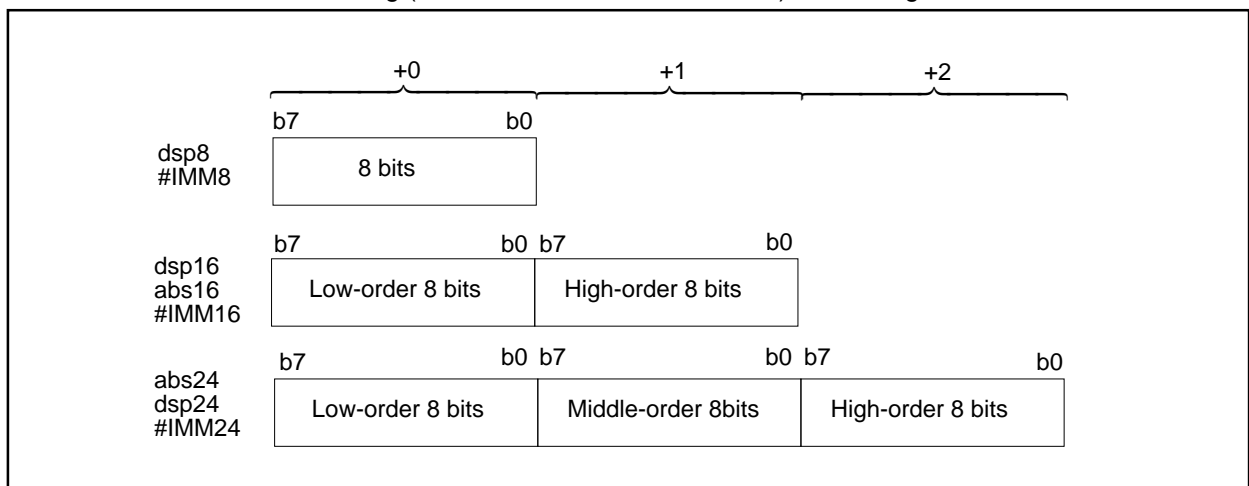 +0 +1 +2
b7 b0
dsp8
#IMM8
8 bits
b7 b0 b7 b0
dsp16
abs16
#IMM16
Low-order 8 bits High-order 8 bits
b7 b0 b7 b0 b7 b0
abs24
dsp24
#IMM24
Low-order 8 bits Middle-order 8bits High-order 8 bits